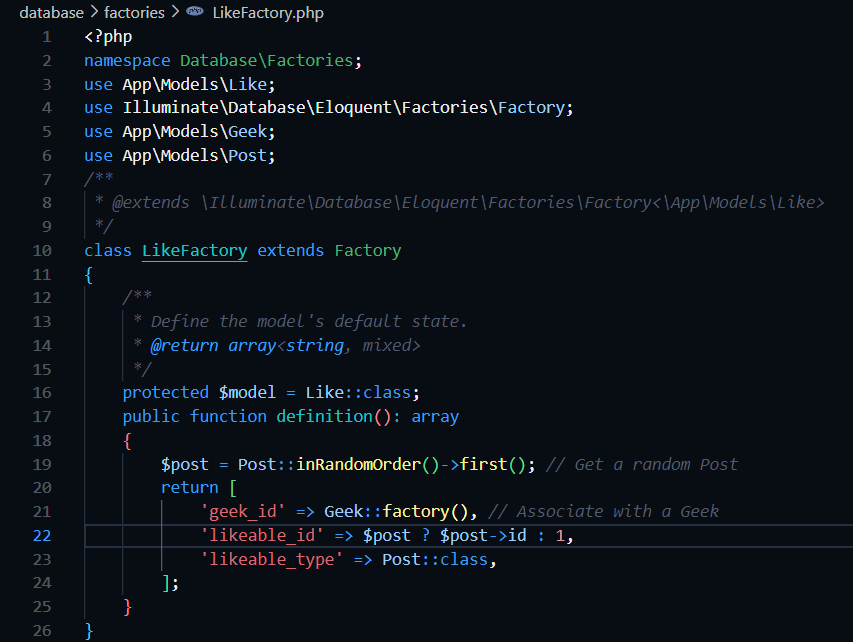 database > factories > php LikeFactory.php
1 <?php
2 namespace Database\Factories;
3 use App\Models\Like;
4 use Illuminate\Database\Eloquent\Factories\Factory;
5 use App\Models\Geek;
6 use App\Models\Post;
7 /**
8  * @extends \Illuminate\Database\Eloquent\Factories\Factory<\App\Models\Like>
9  */
10 class LikeFactory extends Factory
11 {
12     /**
13      * Define the model's default state.
14      * @return array<string, mixed>
15      */
16     protected $model = Like::class;
17     public function definition(): array
18     {
19         $post = Post::inRandomOrder()->first(); // Get a random Post
20         return [
21             'geek_id' => Geek::factory(), // Associate with a Geek
22             'likeable_id' => $post ? $post->id : 1,
23             'likeable_type' => Post::class,
24         ];
25     }
26 }